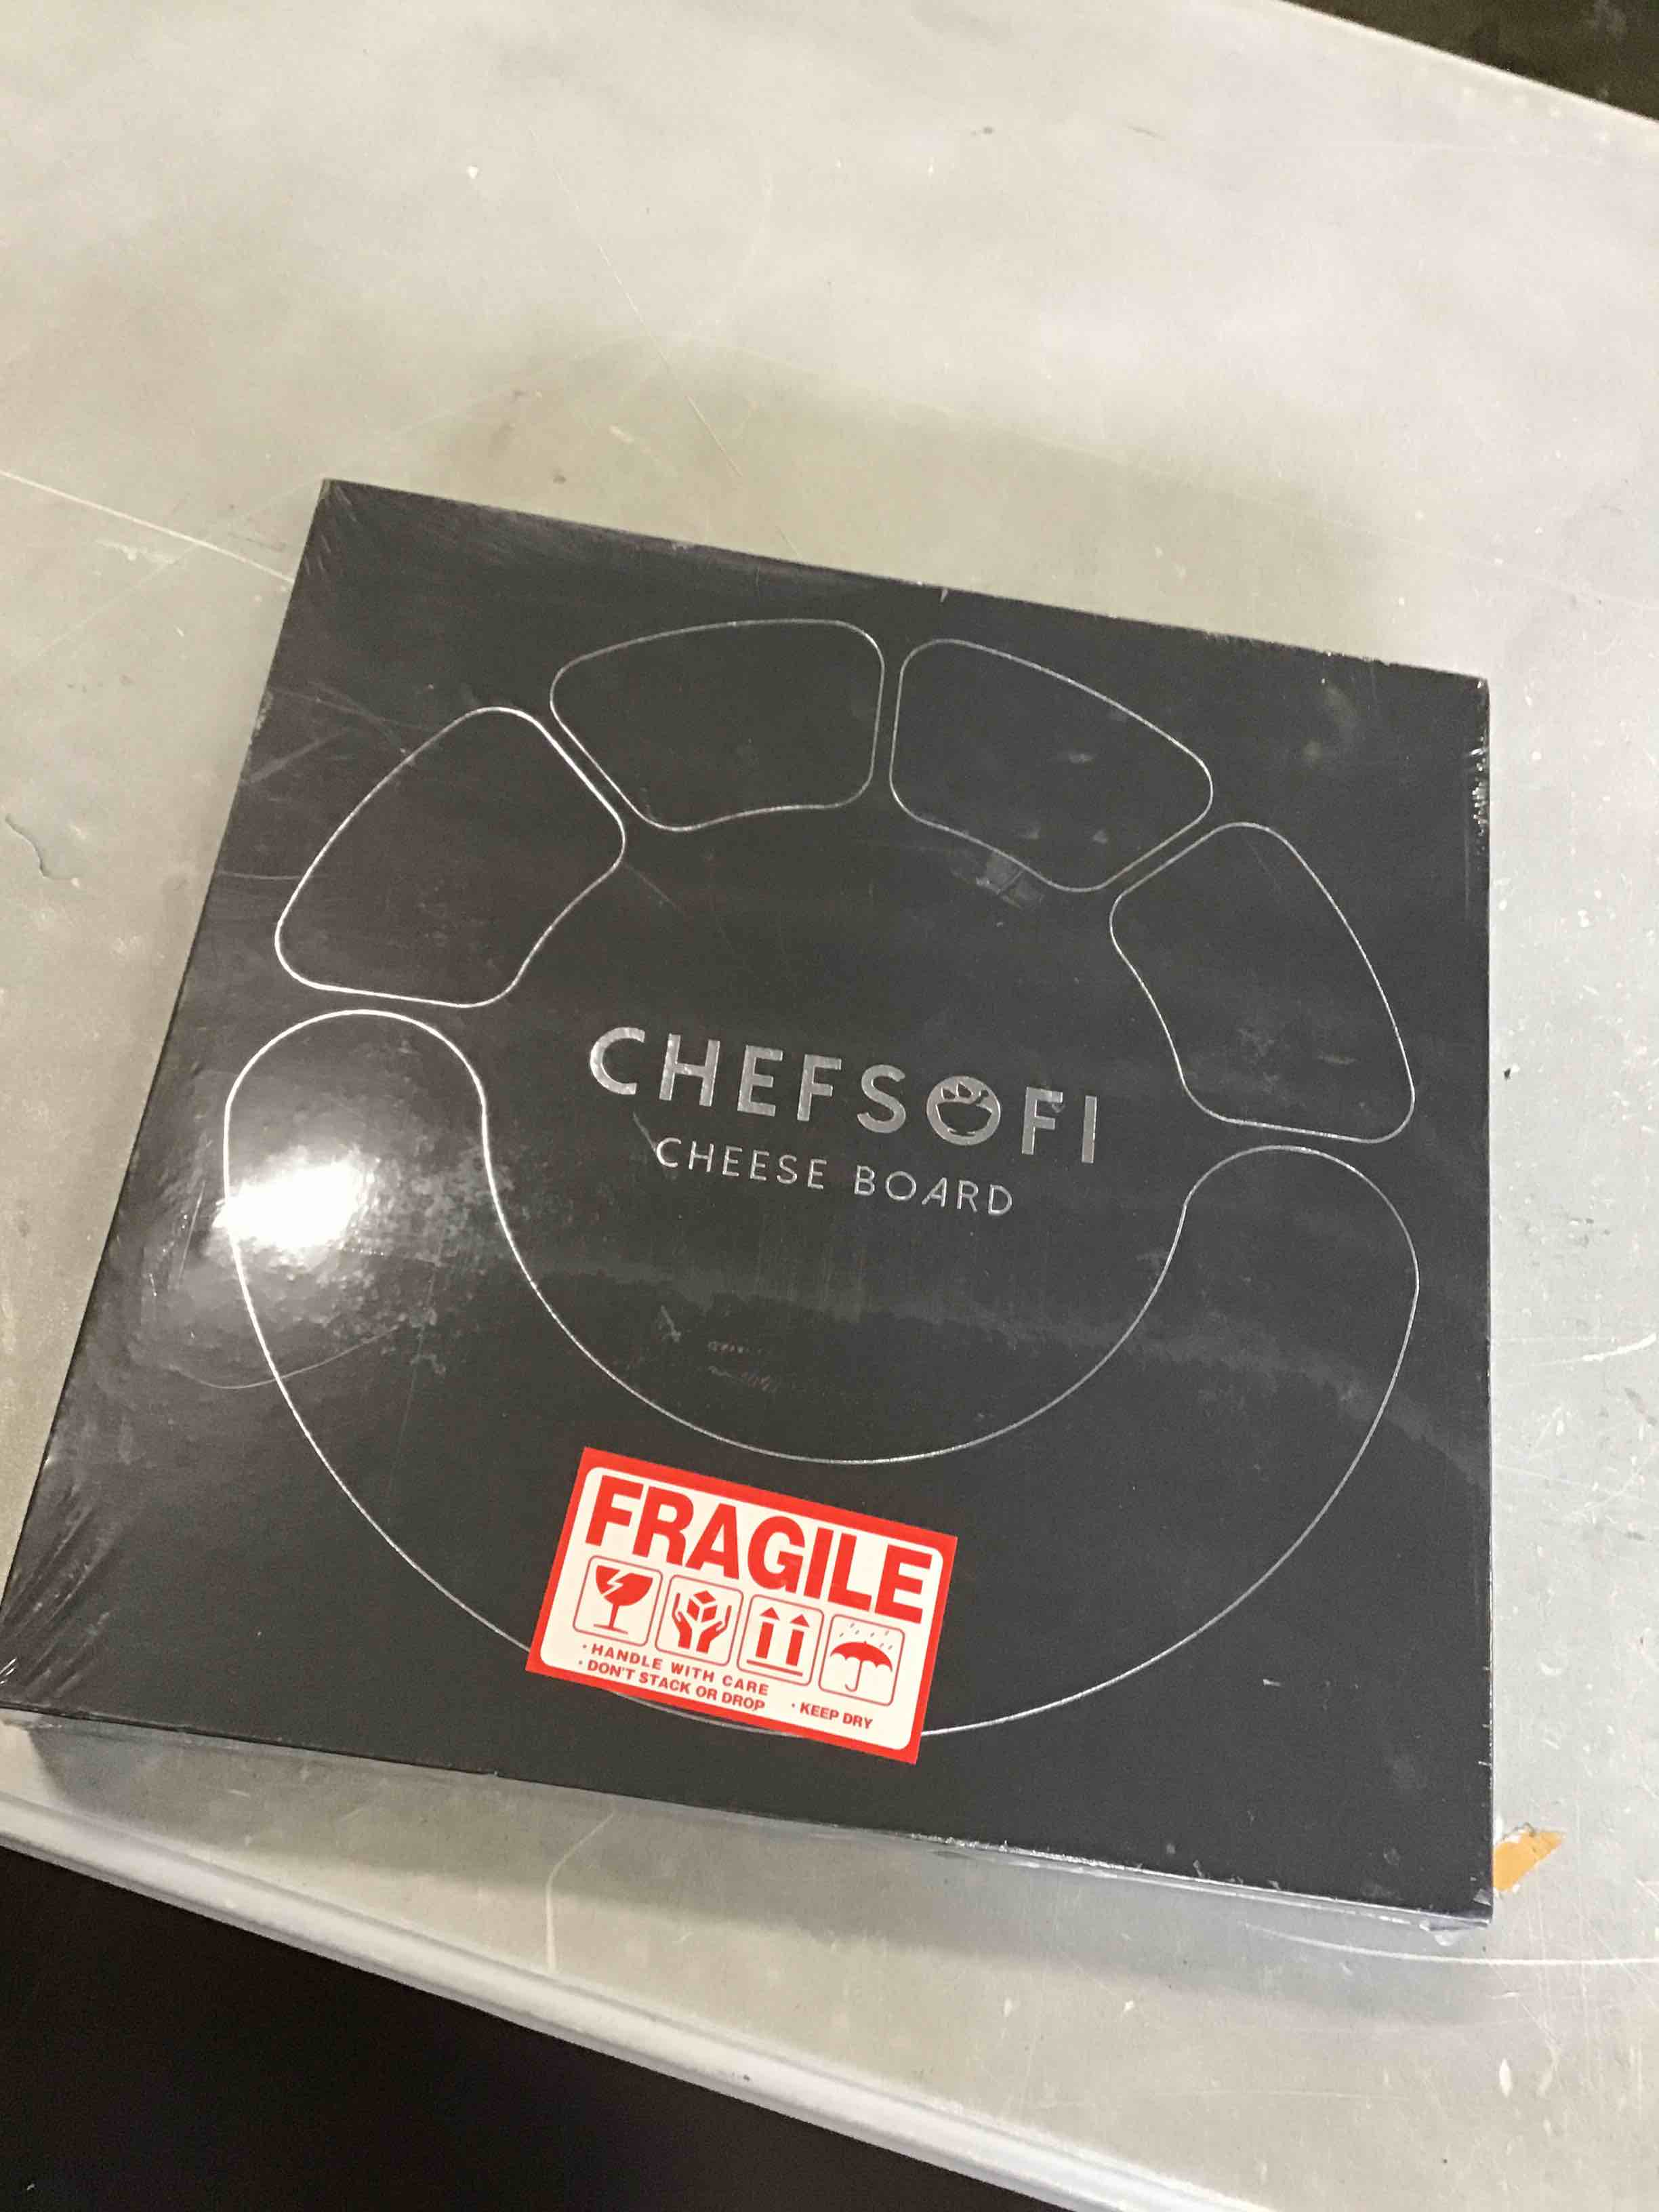 CHEFSOFI
CHEESE BOARD
FRAGILE
· HANDLE WITH CARE
· DON'T STACK OR DROP · KEEP DRY